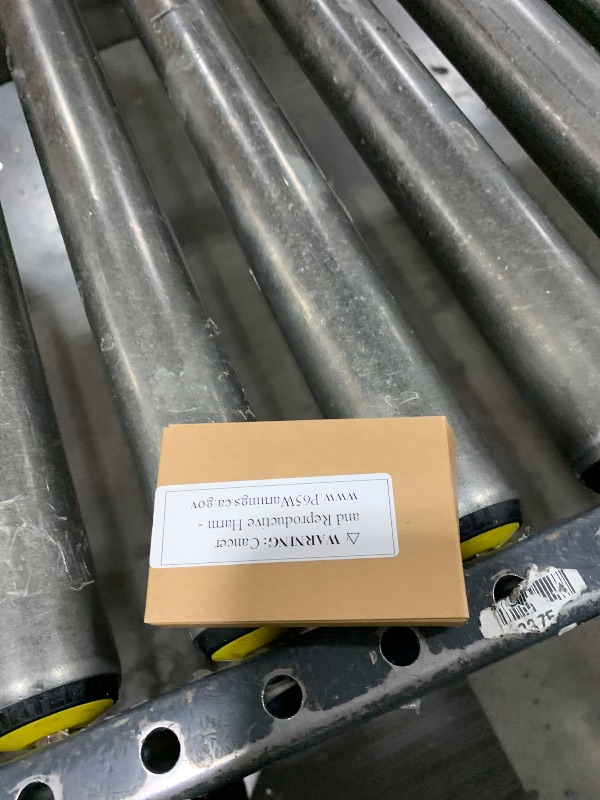 ⚠ WARNING: Cancer
and Reproductive Harm -
www.P65Warnings.ca.gov